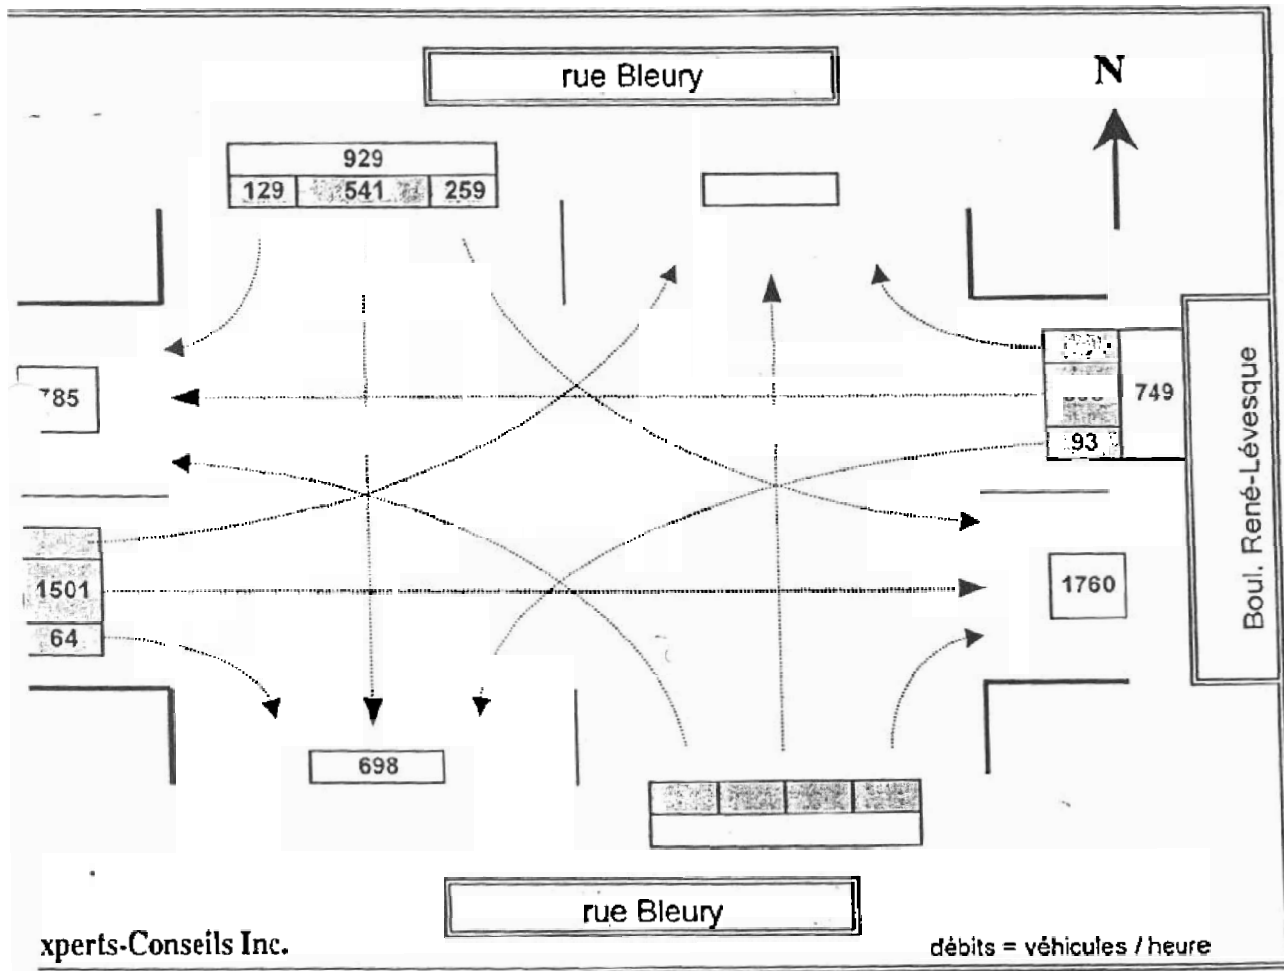 rue Bleury
N
929
129 541 259
785
749
93
1501
64
1760
Boul. René-Lévesque
698
rue Bleury
xperts-Conseils Inc.
débits = véhicules / heure